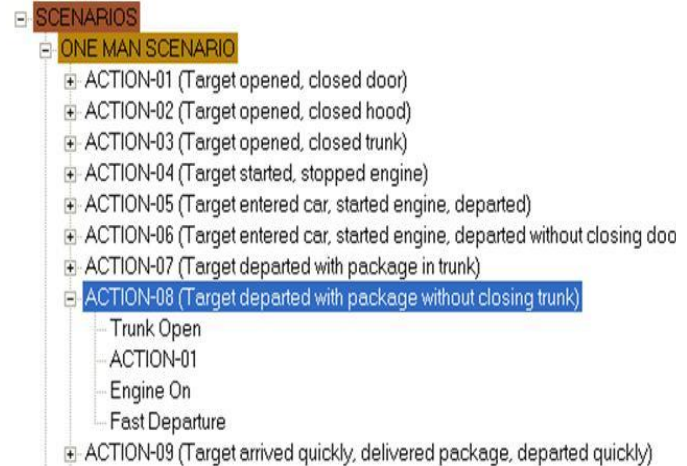 SCENARIOS
ONE MAN SCENARIO
ACTION-01 (Target opened, closed door)
ACTION-02 (Target opened, closed hood)
ACTION-03 (Target opened, closed trunk)
ACTION-04 (Target started, stopped engine)
ACTION-05 (Target entered car, started engine, departed)
ACTION-06 (Target entered car, started engine, departed without closing doo
ACTION-07 (Target departed with package in trunk)
ACTION-08 (Target departed with package without closing trunk)
Trunk Open
ACTION-01
Engine On
Fast Departure
ACTION-09 (Target arrived quickly, delivered package, departed quickly)